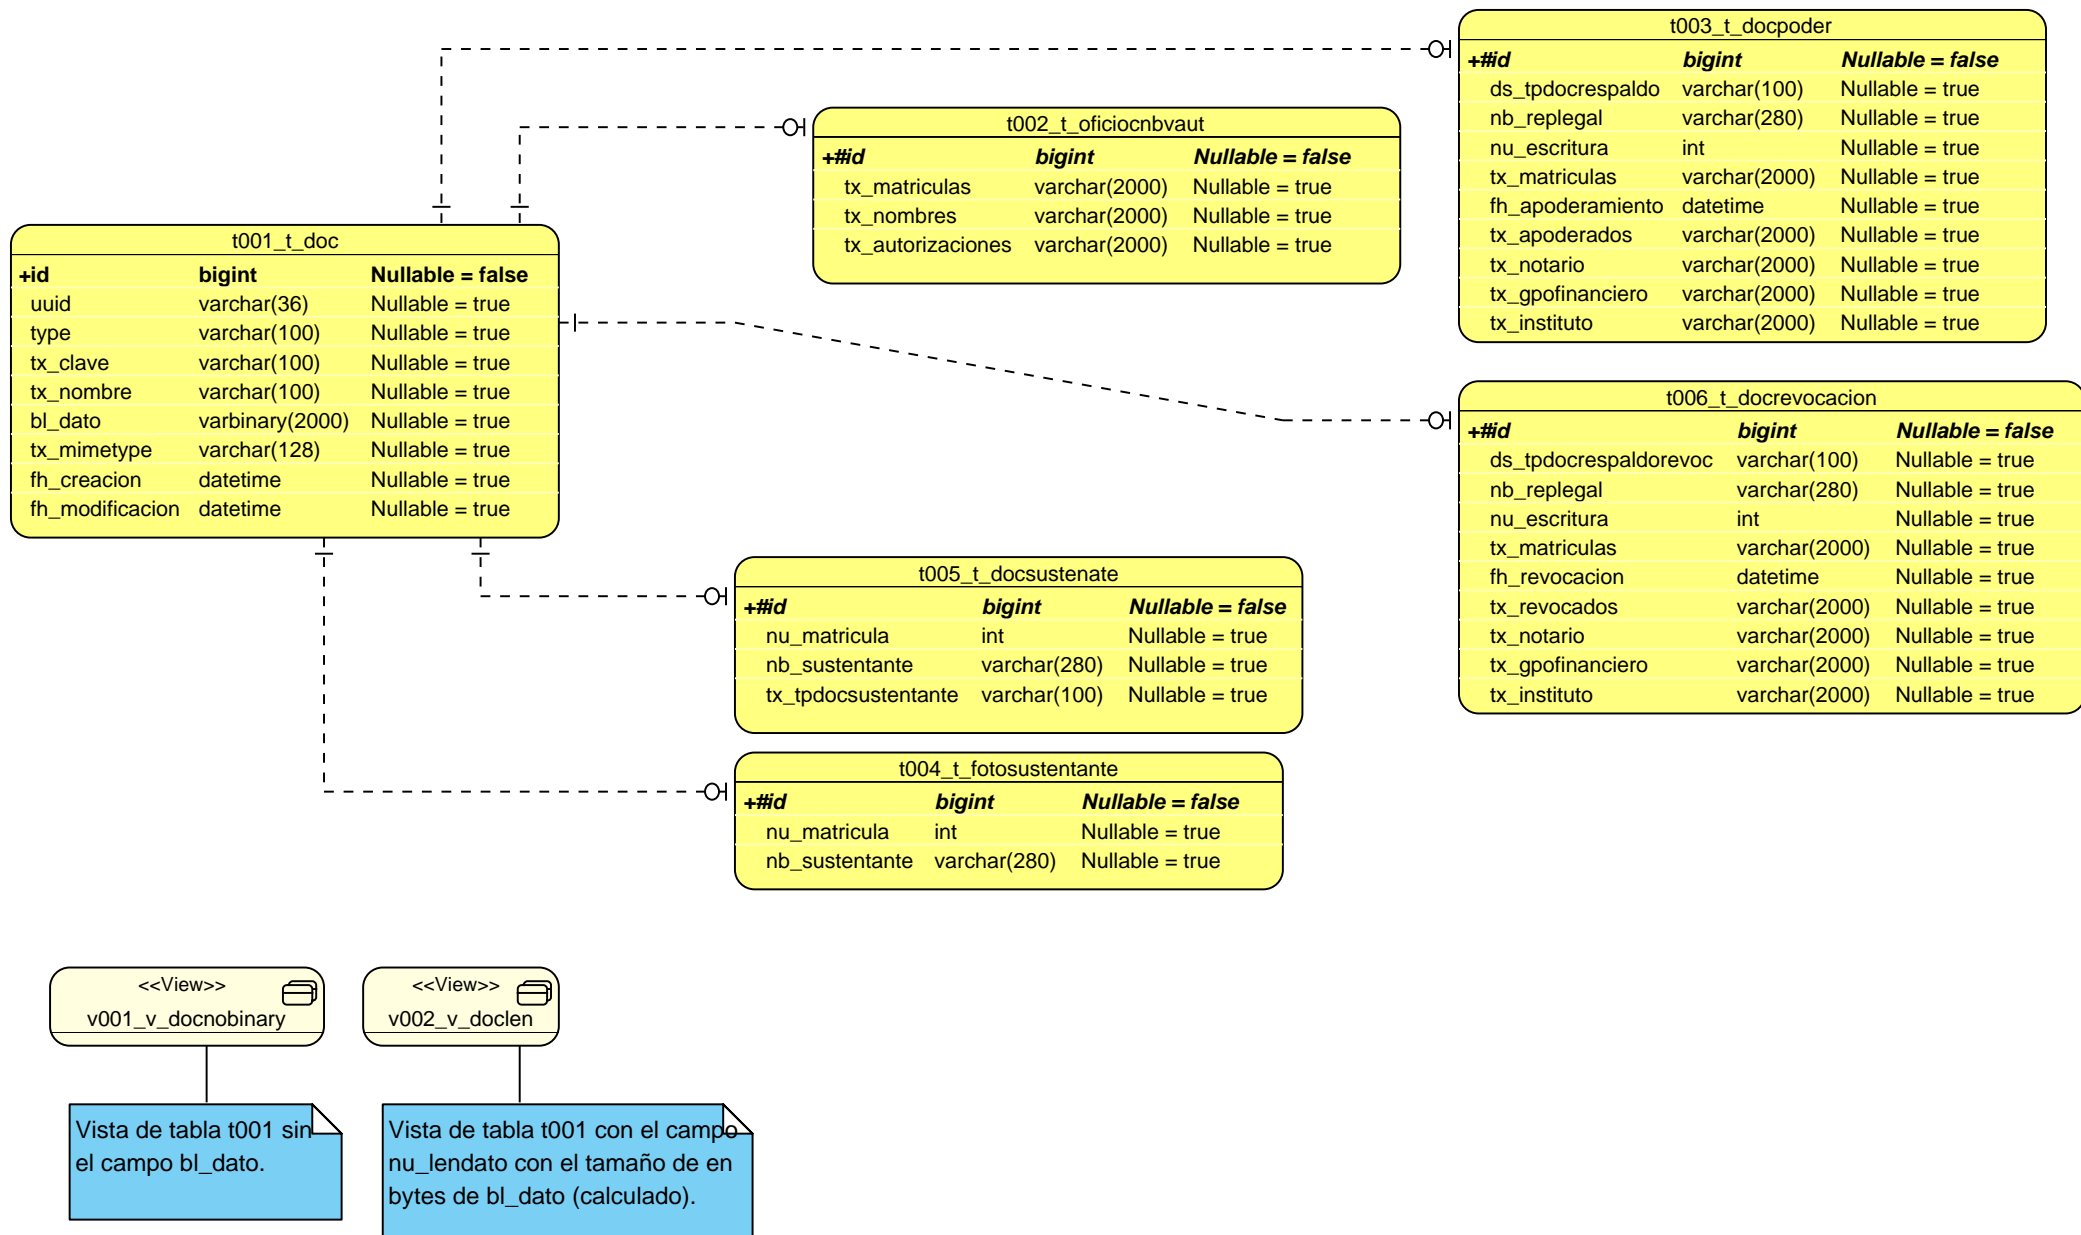 t003_t_docpoder
+#id bigint Nullable = false
ds_tpdocrespaldo varchar(100) Nullable = true
nb_replegal varchar(280) Nullable = true
nu_escritura int Nullable = true
tx_matriculas varchar(2000) Nullable = true
fh_apoderamiento datetime Nullable = true
tx_apoderados varchar(2000) Nullable = true
tx_notario varchar(2000) Nullable = true
tx_gpofinanciero varchar(2000) Nullable = true
tx_instituto varchar(2000) Nullable = true
t002_t_oficiocnbvaut
+#id bigint Nullable = false
tx_matriculas varchar(2000) Nullable = true
tx_nombres varchar(2000) Nullable = true
tx_autorizaciones varchar(2000) Nullable = true
t001_t_doc
+id bigint Nullable = false
uuid varchar(36) Nullable = true
type varchar(100) Nullable = true
tx_clave varchar(100) Nullable = true
tx_nombre varchar(100) Nullable = true
bl_dato varbinary(2000) Nullable = true
tx_mimetype varchar(128) Nullable = true
fh_creacion datetime Nullable = true
fh_modificacion datetime Nullable = true
t006_t_docrevocacion
+#id bigint Nullable = false
ds_tpdocrespaldorevoc varchar(100) Nullable = true
nb_replegal varchar(280) Nullable = true
nu_escritura int Nullable = true
tx_matriculas varchar(2000) Nullable = true
fh_revocacion datetime Nullable = true
tx_revocados varchar(2000) Nullable = true
tx_notario varchar(2000) Nullable = true
tx_gpofinanciero varchar(2000) Nullable = true
tx_instituto varchar(2000) Nullable = true
t005_t_docsustenate
+#id bigint Nullable = false
nu_matricula int Nullable = true
nb_sustentante varchar(280) Nullable = true
tx_tpdocsustentante varchar(100) Nullable = true
t004_t_fotosustentante
+#id bigint Nullable = false
nu_matricula int Nullable = true
nb_sustentante varchar(280) Nullable = true
<<View>>
v001_v_docnobinary
<<View>>
v002_v_doclen
Vista de tabla t001 sin
el campo bl_dato.
Vista de tabla t001 con el campo
nu_lendato con el tamaño de en
bytes de bl_dato (calculado).